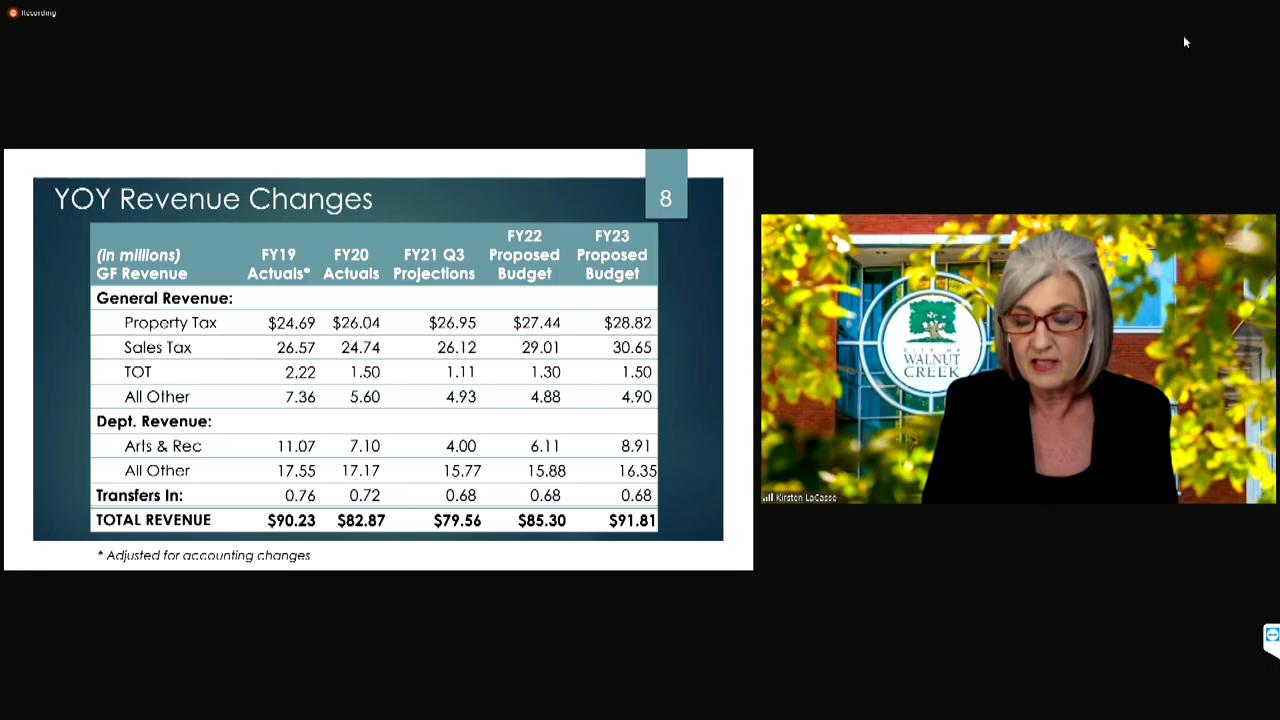 Recording
YOY Revenue Changes
8
(in millions) GF Revenue FY19 Actuals* FY20 Actuals FY21 Q3 Projections FY22 Proposed Budget FY23 Proposed Budget
General Revenue:
Property Tax $24.69 $26.04 $26.95 $27.44 $28.82
Sales Tax 26.57 24.74 26.12 29.01 30.65
TOT 2.22 1.50 1.11 1.30 1.50
All Other 7.36 5.60 4.93 4.88 4.90
Dept. Revenue:
Arts & Rec 11.07 7.10 4.00 6.11 8.91
All Other 17.55 17.17 15.77 15.88 16.35
Transfers In: 0.76 0.72 0.68 0.68 0.68
TOTAL REVENUE $90.23 $82.87 $79.56 $85.30 $91.81
* Adjusted for accounting changes
CITY OF
WALNUT
CREEK
Kirsten LaCasse